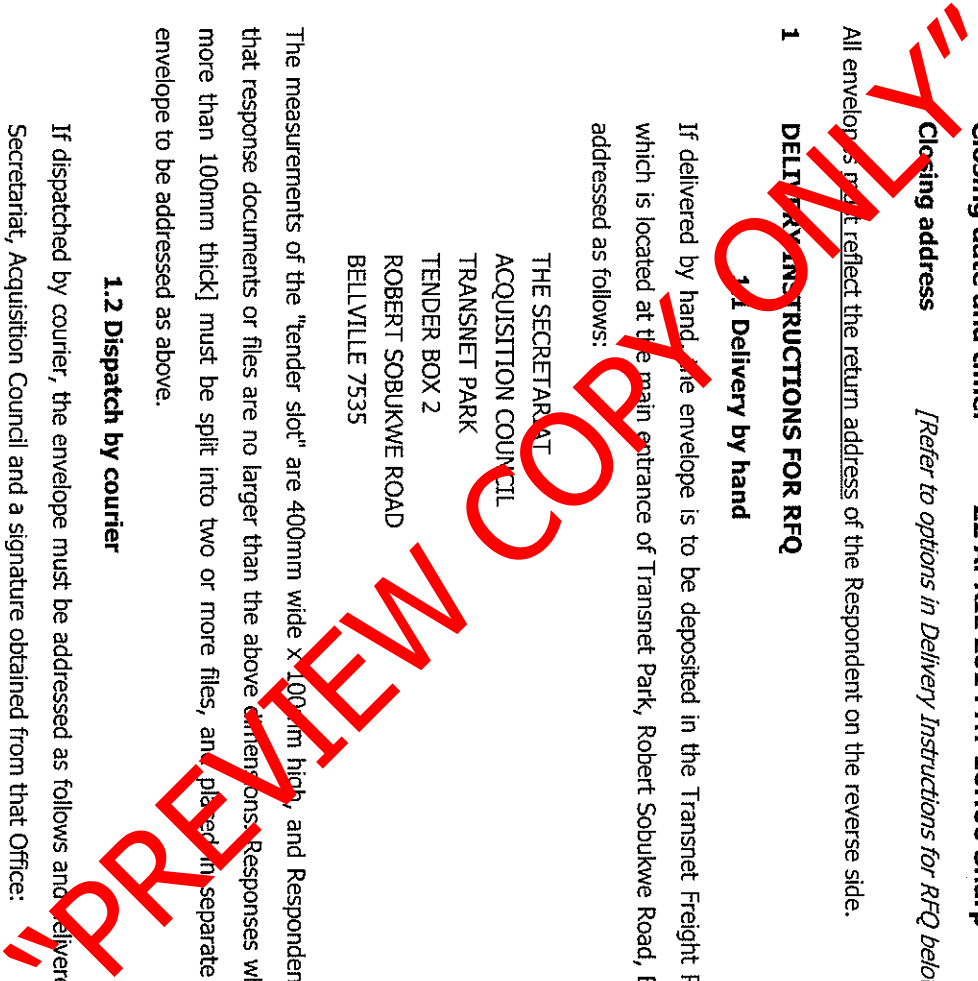 Closing address [Refer to options in Delivery Instructions for RFQ
All envelopes must reflect the return address of the Respondent on the reverse side.
1 DELIVERY INSTRUCTIONS FOR RFQ
1.1 Delivery by hand
If delivered by hand, the envelope is to be deposited in the Transnet Freight
which is located at the main entrance of Transnet Park, Robert Sobukwe Road,
addressed as follows:
THE SECRETARIAT
ACQUISITION COUNCIL
TRANSNET PARK
TENDER BOX 2
ROBERT SOBUKWE ROAD
BELLVILLE 7535
The measurements of the "tender slot" are 400mm wide x 100mm high, and
that response documents or files are no larger than the above dimensions. Responses
more than 100mm thick] must be split into two or more files, and placed in separate
envelope to be addressed as above.
1.2 Dispatch by courier
If dispatched by courier, the envelope must be addressed as follows and
Secretariat, Acquisition Council and a signature obtained from that Office:
"PREVIEW COPY ONLY"